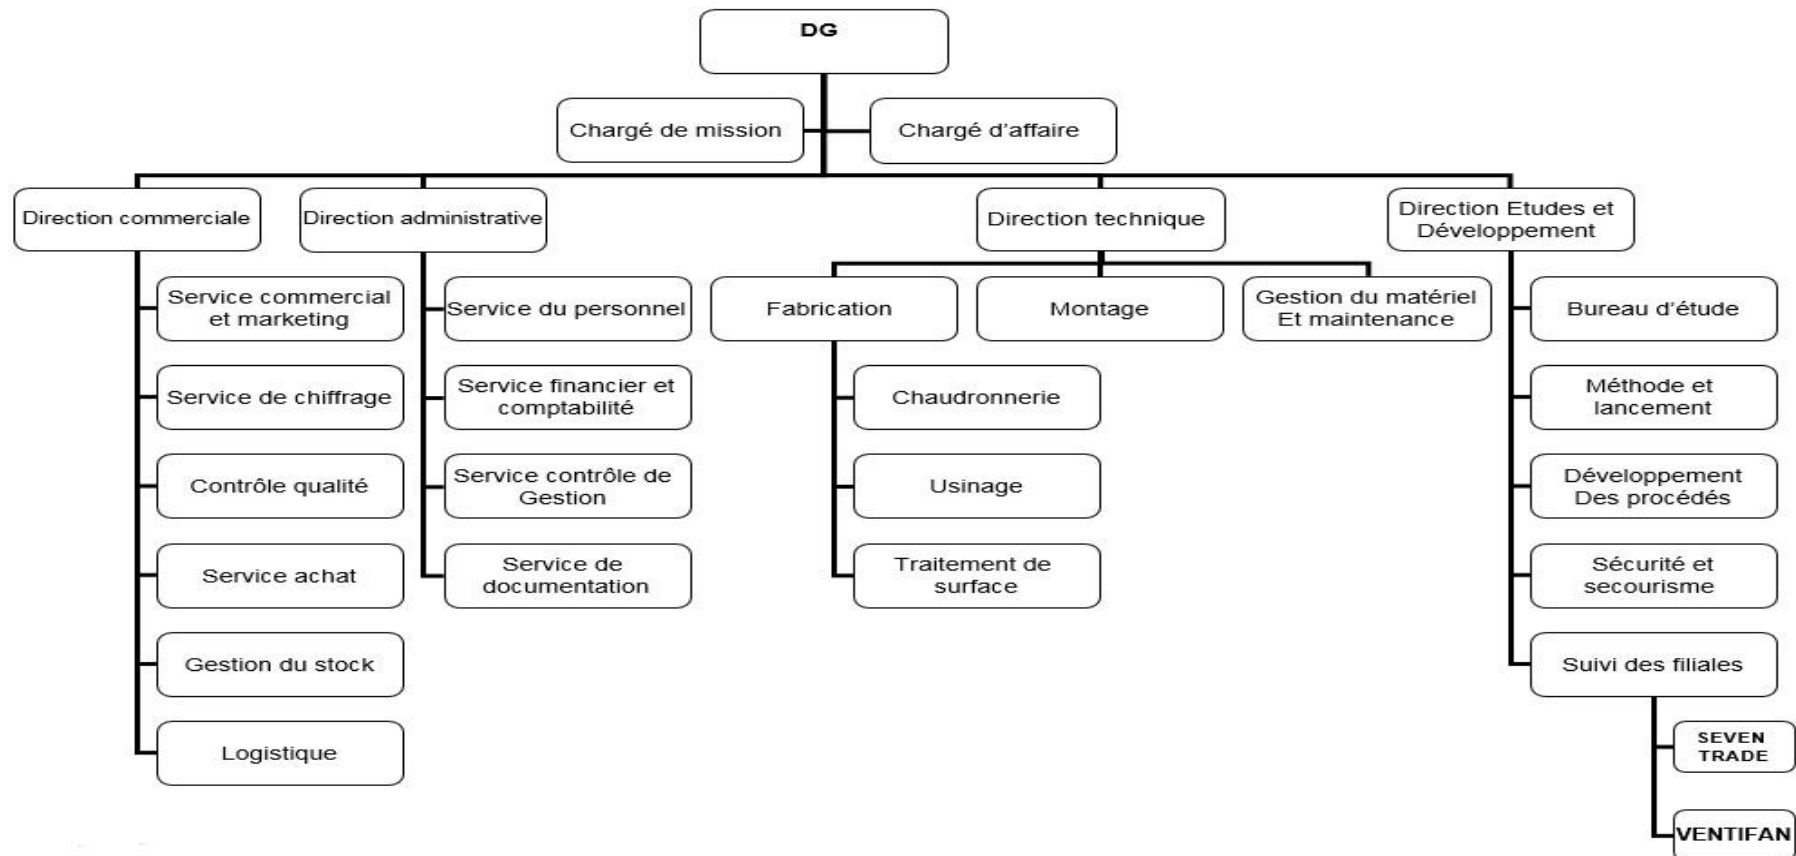 DG
Chargé de mission
Chargé d'affaire
Direction commerciale
Direction administrative
Direction technique
Direction Etudes et
Développement
Service commercial
et marketing
Service de chiffrage
Contrôle qualité
Service achat
Gestion du stock
Logistique
Service du personnel
Service financier et
comptabilité
Service contrôle de
Gestion
Service de
documentation
Fabrication
Montage
Gestion du matériel
Et maintenance
Chaudronnerie
Usinage
Traitement de
surface
Bureau d'étude
Méthode et
lancement
Développement
Des procédés
Sécurité et
secourisme
Suivi des filiales
SEVEN
TRADE
VENTIFAN